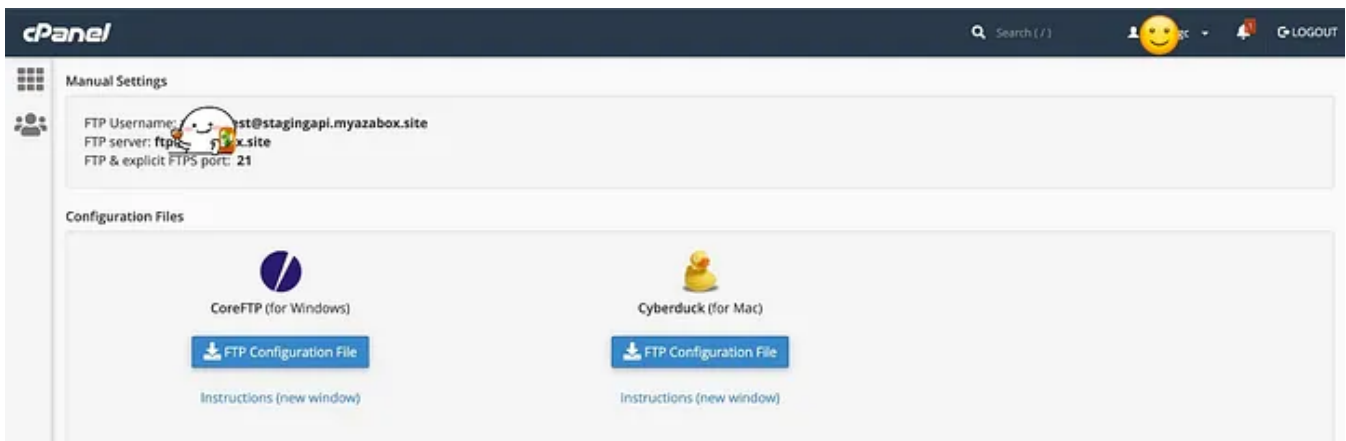 cPanel
Search ( / )
LOGOUT
Manual Settings
FTP Username: est@stagingapi.myazabox.site
FTP server: ftp x.site
FTP & explicit FTPS port: 21
Configuration Files
CoreFTP (for Windows)
Cyberduck (for Mac)
FTP Configuration File
FTP Configuration File
Instructions (new window)
Instructions (new window)